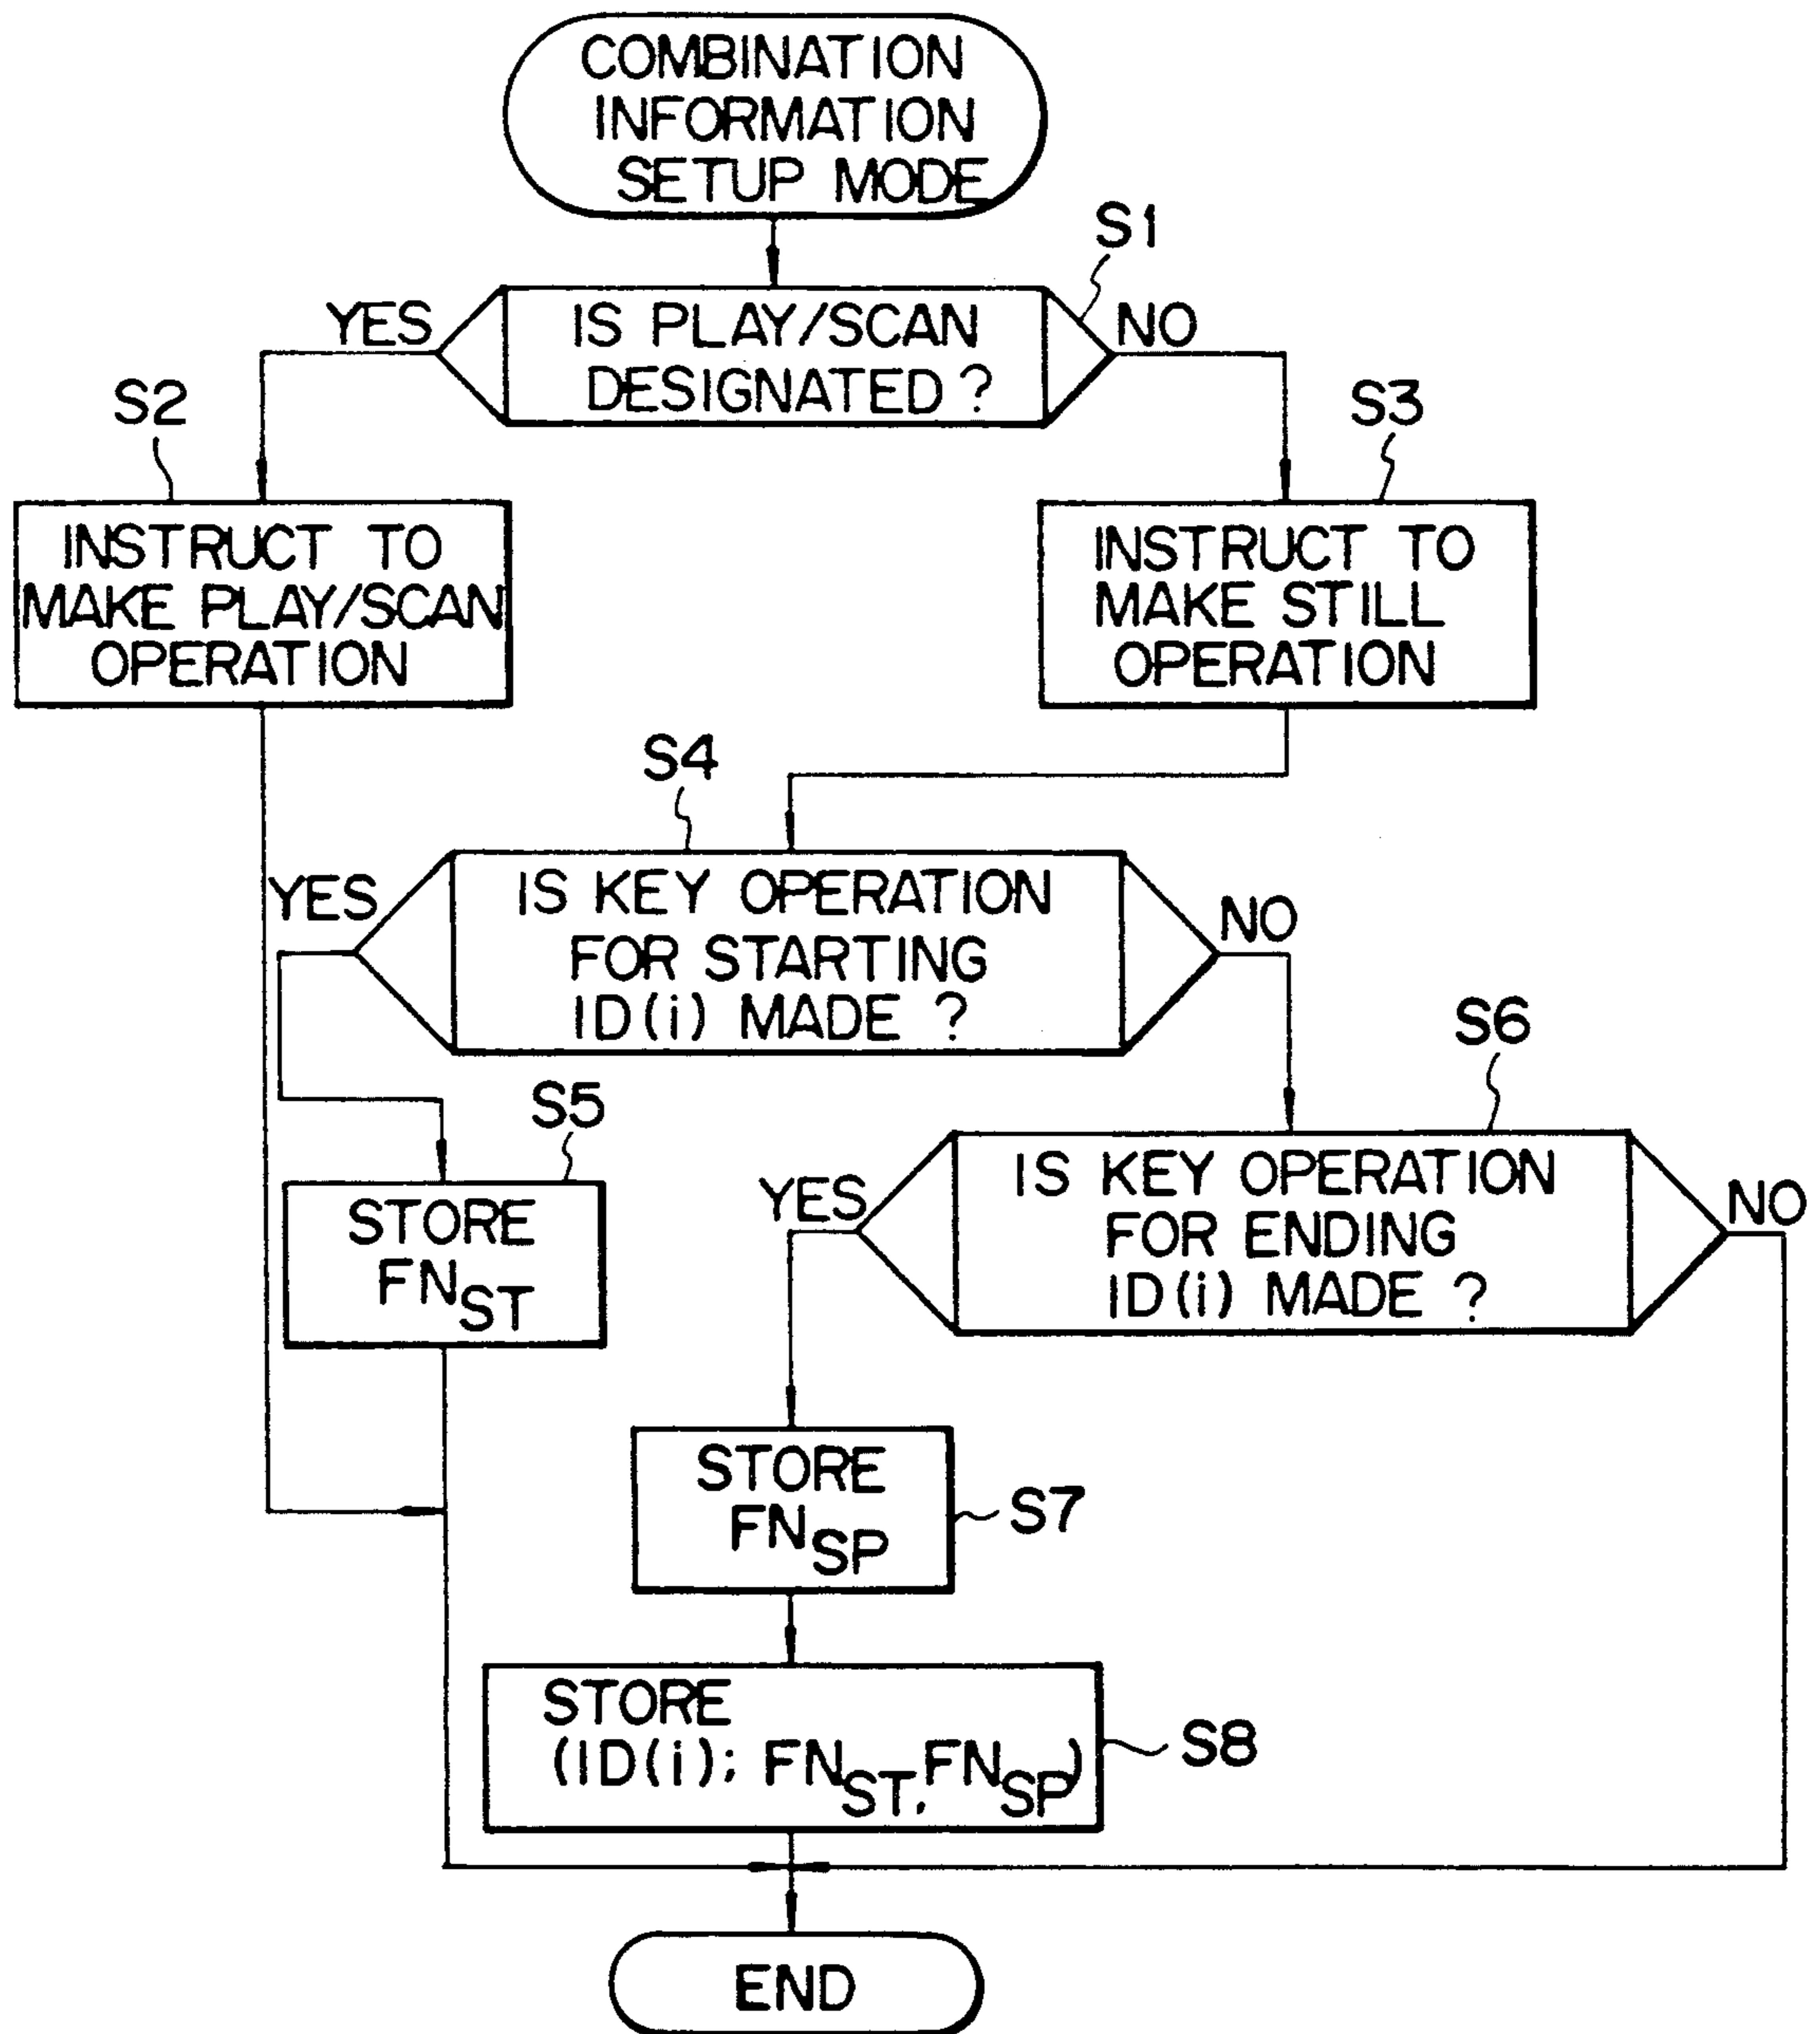 COMBINATION
INFORMATION
SETUP MODE
S1
YES
IS PLAY/SCAN
DESIGNATED ?
NO
S2
S3
INSTRUCT TO
MAKE PLAY/SCAN
OPERATION
INSTRUCT TO
MAKE STILL
OPERATION
S4
YES
IS KEY OPERATION
FOR STARTING
ID(i) MADE ?
NO
S6
S5
STORE
FNST
YES
IS KEY OPERATION
FOR ENDING
ID(i) MADE ?
NO
STORE
FNSP
S7
STORE
(ID(i); FNST, FNSP)
S8
END